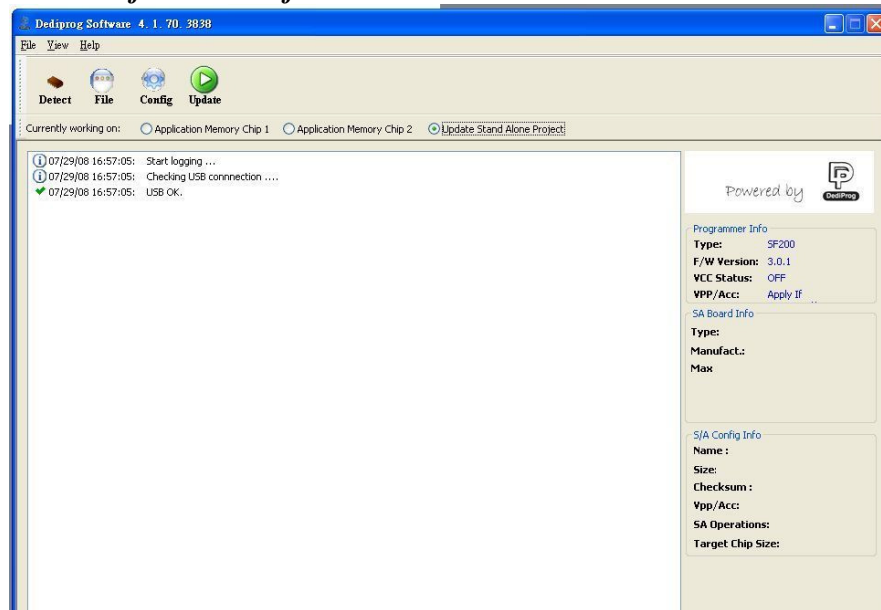 Dediprog Software 4. 1. 70. 3838
File View Help
Detect File Config Update
Currently working on: Application Memory Chip 1 Application Memory Chip 2 Update Stand Alone Project
07/29/08 16:57:05: Start logging ...
07/29/08 16:57:05: Checking USB connnection ....
07/29/08 16:57:05: USB OK.
Powered by DediProg
Programmer Info
Type: SF200
F/W Version: 3.0.1
VCC Status: OFF
VPP/Acc: Apply If
SA Board Info
Type:
Manufact.:
Max
S/A Config Info
Name :
Size:
Checksum :
Vpp/Acc:
SA Operations:
Target Chip Size: